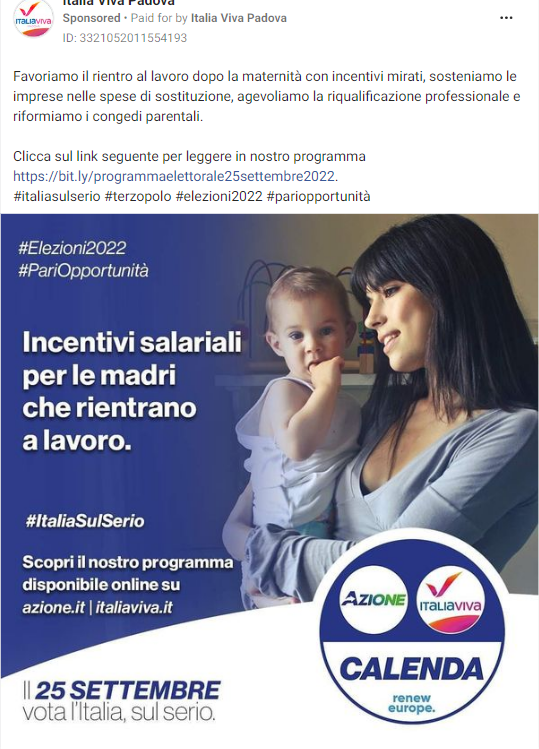 Italia Viva Padova
Sponsored • Paid for by Italia Viva Padova
ID: 3321052011554193
Favoriamo il rientro al lavoro dopo la maternità con incentivi mirati, sosteniamo le
imprese nelle spese di sostituzione, agevoliamo la riqualificazione professionale e
riformiamo i congedi parentali.
Clicca sul link seguente per leggere in nostro programma
https://bit.ly/programmaelettorale25settembre2022.
#italiasulserio #terzopolo #elezioni2022 #pariopportunità
#Elezioni2022
#PariOpportunità
Incentivi salariali
per le madri
che rientrano
a lavoro.
#ItaliaSulSerio
Scopri il nostro programma
disponibile online su
azione.it | italiaviva.it
Il 25 SETTEMBRE
vota l'Italia, sul serio.
AZIONE
ITALIAVIVA
CALENDA
renew
europe.